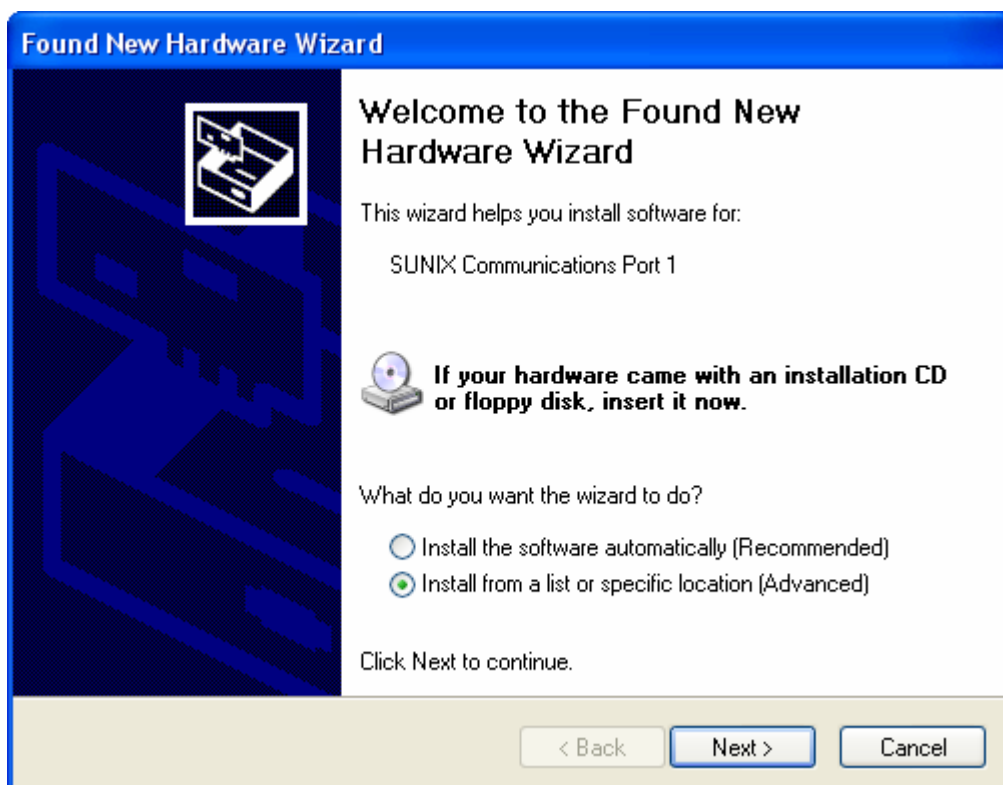 Found New Hardware Wizard
Welcome to the Found New
Hardware Wizard
This wizard helps you install software for:
SUNIX Communications Port 1
If your hardware came with an installation CD
or floppy disk, insert it now.
What do you want the wizard to do?
Install the software automatically (Recommended)
Install from a list or specific location (Advanced)
Click Next to continue.
< Back
Next >
Cancel